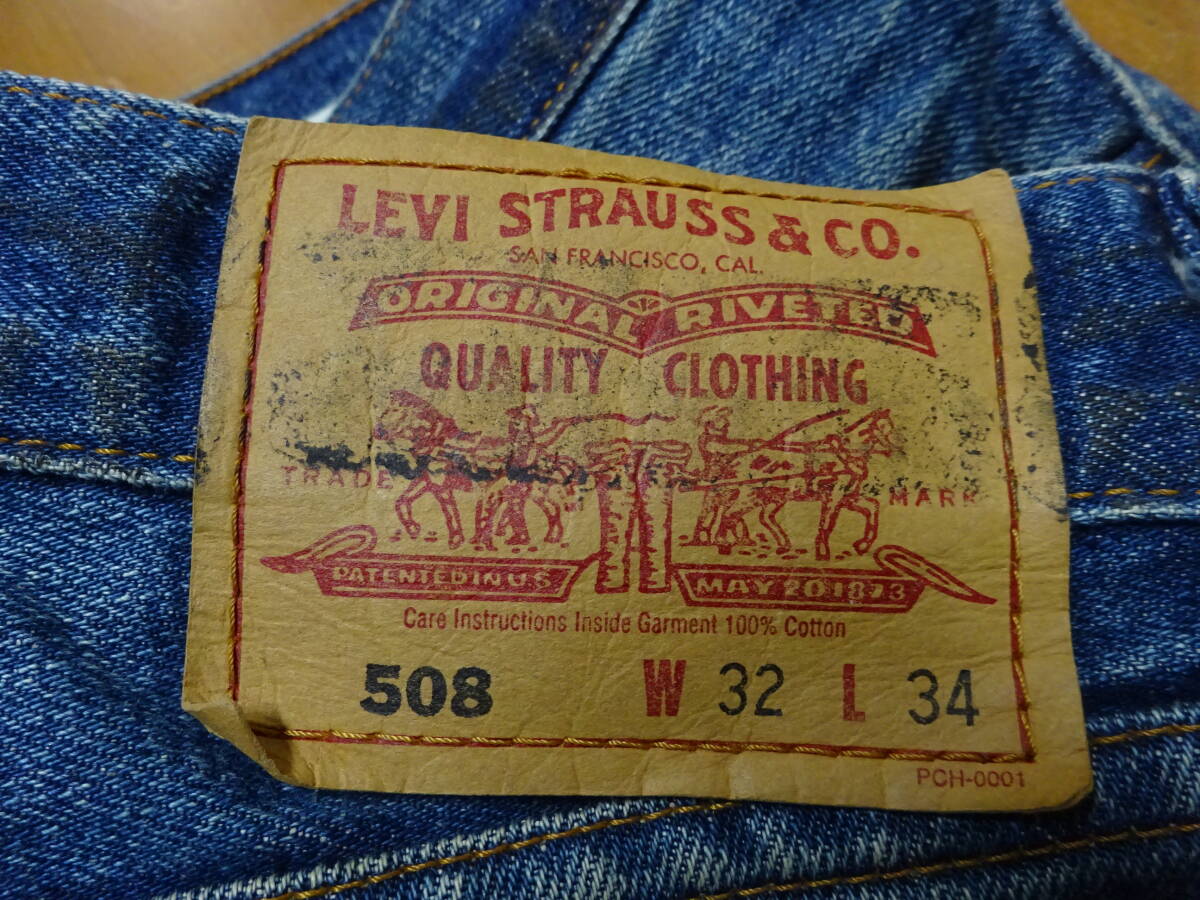 LEVI STRAUSS & CO.
SAN FRANCISCO, CAL.
ORIGINAL RIVETED
QUALITY CLOTHING
TRADE MARK
PATENTED IN U S MAY 20 1873
Care Instructions Inside Garment 100% Cotton
508 W 32 L 34
PCH-0001